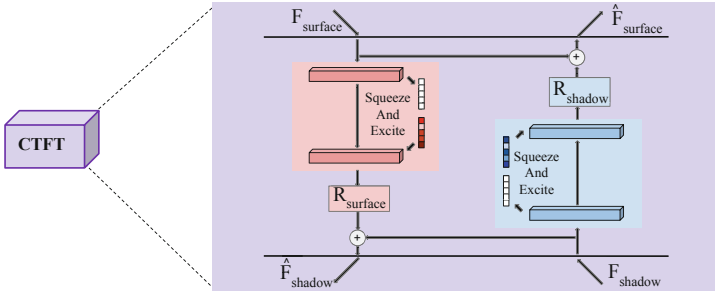 F_surface
F̂_surface
R_shadow
Squeeze
And
Excite
CTFT
Squeeze
And
Excite
R_surface
F̂_shadow
F_shadow